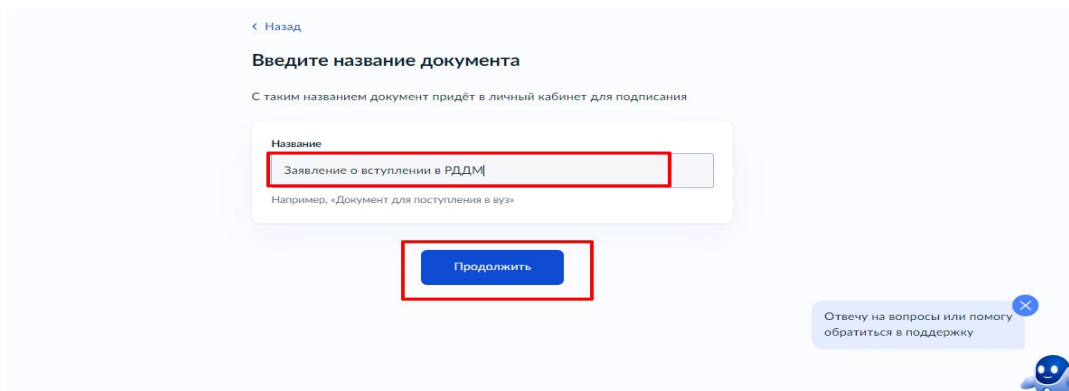 Назад
Введите название документа
С таким названием документ придёт в личный кабинет для подписания
Название
Заявление о вступлении в РДДМ
Например, «Документ для поступления в вуз»
Продолжить
Отвечу на вопросы или помогу
обратиться в поддержку